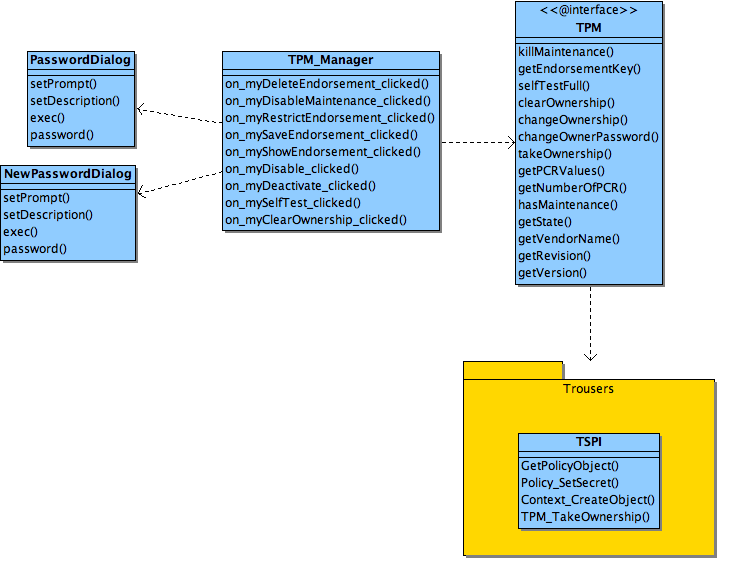 PasswordDialog
setPrompt()
setDescription()
exec()
password()
NewPasswordDialog
setPrompt()
setDescription()
exec()
password()
TPM_Manager
on_myDeleteEndorsement_clicked()
on_myDisableMaintenance_clicked()
on_myRestrictEndorsement_clicked()
on_mySaveEndorsement_clicked()
on_myShowEndorsement_clicked()
on_myDisable_clicked()
on_myDeactivate_clicked()
on_mySelfTest_clicked()
on_myClearOwnership_clicked()
<<@interface>>
TPM
killMaintenance()
getEndorsementKey()
selfTestFull()
clearOwnership()
changeOwnership()
changeOwnerPassword()
takeOwnership()
getPCRValues()
getNumberOfPCR()
hasMaintenance()
getState()
getVendorName()
getRevision()
getVersion()
Trousers
TSPI
GetPolicyObject()
Policy_SetSecret()
Context_CreateObject()
TPM_TakeOwnership()